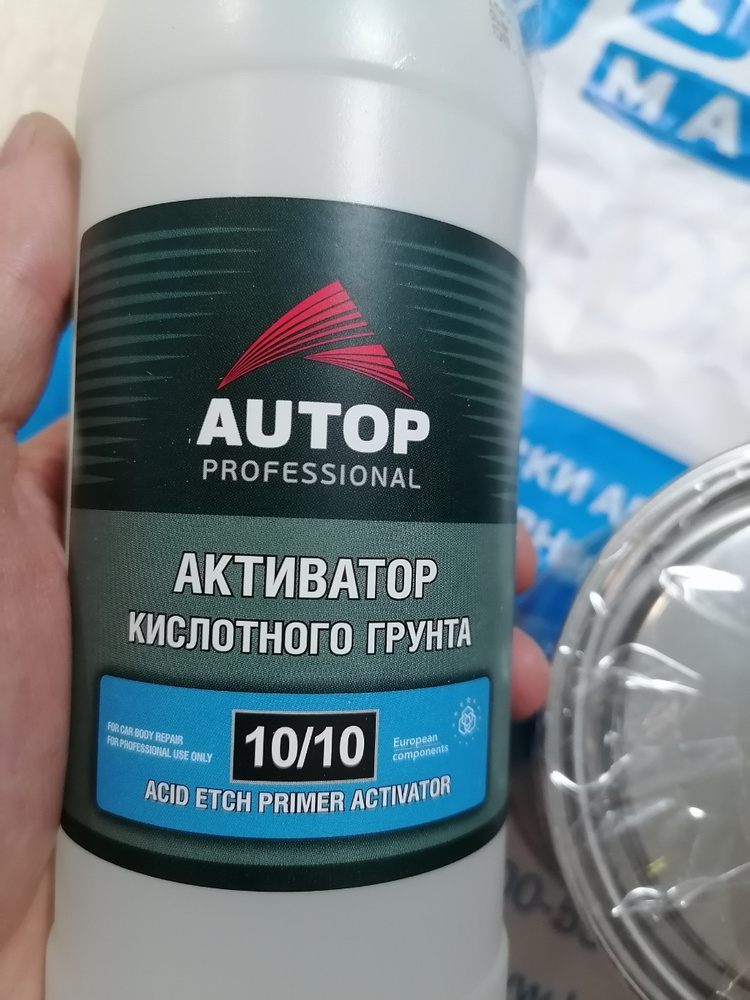 МА
AUTOP
PROFESSIONAL
АКТИВАТОР
КИСЛОТНОГО ГРУНТА
FOR CAR BODY REPAIR
FOR PROFESSIONAL USE ONLY
10/10
European
components
ACID ETCH PRIMER ACTIVATOR